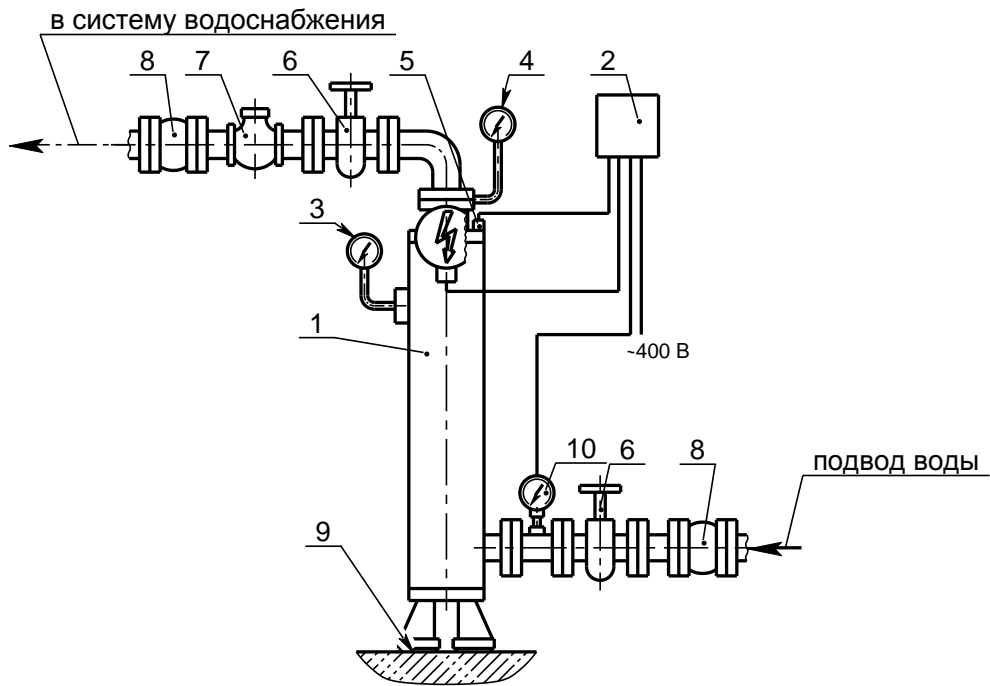 в систему водоснабжения
8 7 6 5 4 2
3
1
~400 В
10 6 8
подвод воды
9